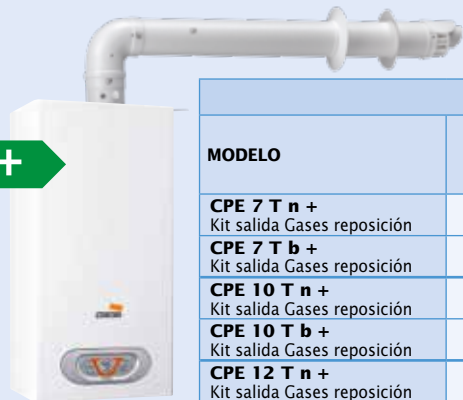 +
MODELO
CPE 7 T n +
Kit salida Gases reposición
CPE 7 T b +
Kit salida Gases reposición
CPE 10 T n +
Kit salida Gases reposición
CPE 10 T b +
Kit salida Gases reposición
CPE 12 T n +
Kit salida Gases reposición